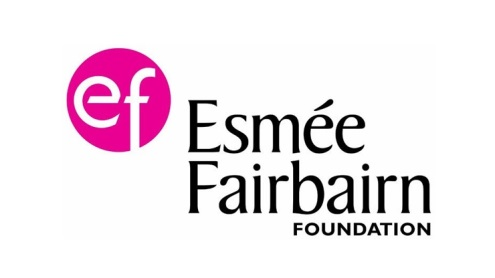 ef
Esmée
Fairbairn
FOUNDATION